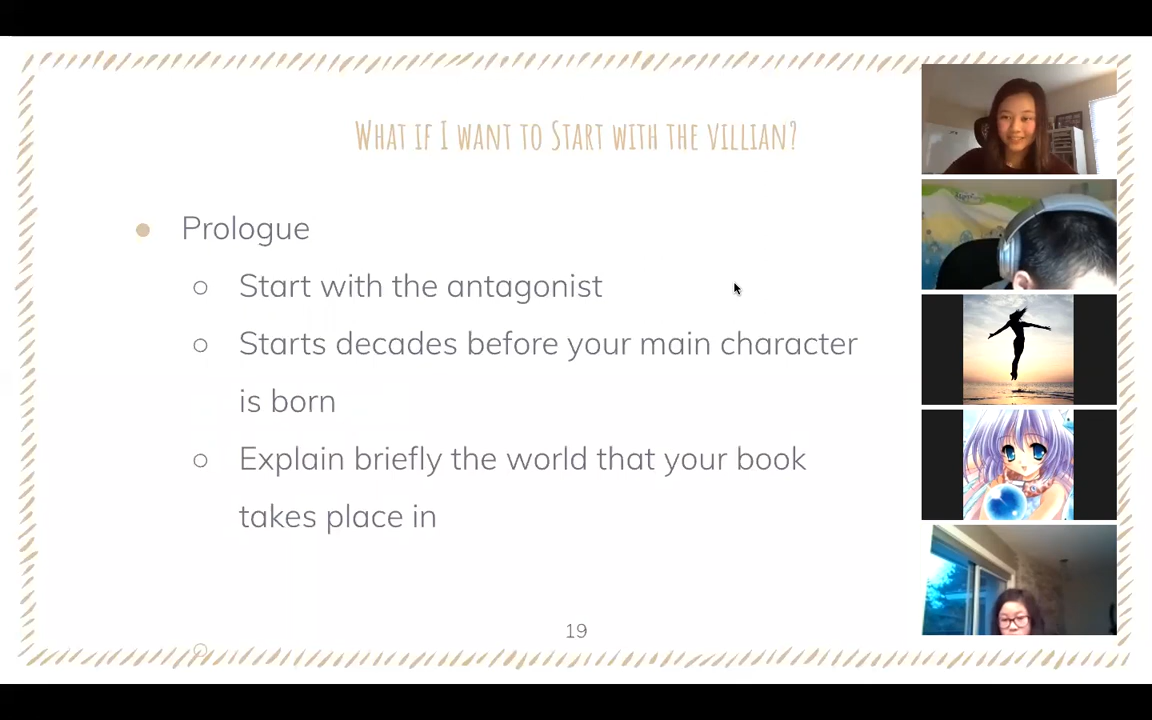 WHAT IF I WANT TO START WITH THE VILLIAN?
Prologue
Start with the antagonist
Starts decades before your main character
is born
Explain briefly the world that your book
takes place in
19